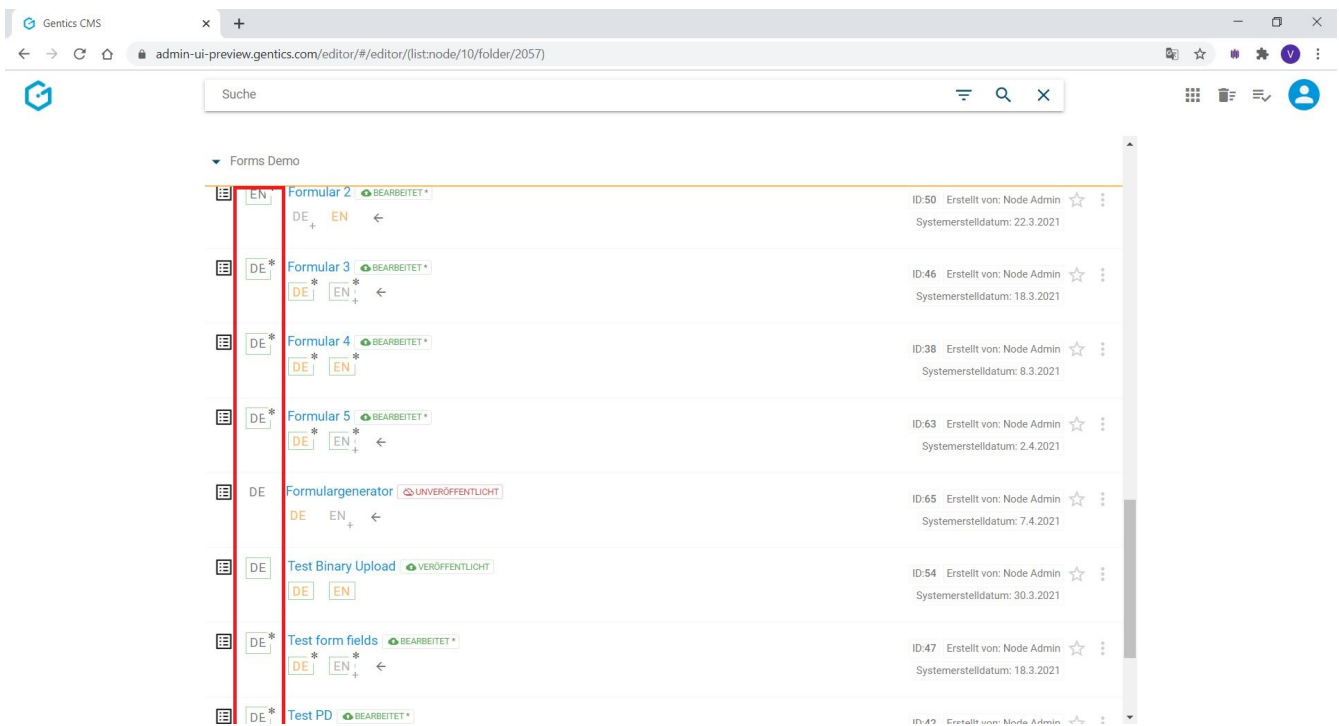 Gentics CMS
admin-ui-preview.gentics.com/editor/#/editor/(list:node/10/folder/2057)
V
Suche
Forms Demo
EN* Formular 2 BEARBEITET * ID:50 Erstellt von: Node Admin
DE+ EN Systemerstelldatum: 22.3.2021
DE* Formular 3 BEARBEITET * ID:46 Erstellt von: Node Admin
DE* EN*+ Systemerstelldatum: 18.3.2021
DE* Formular 4 BEARBEITET * ID:38 Erstellt von: Node Admin
DE* EN* Systemerstelldatum: 8.3.2021
DE* Formular 5 BEARBEITET * ID:63 Erstellt von: Node Admin
DE* EN*+ Systemerstelldatum: 2.4.2021
DE Formulargenerator UNVERÖFFENTLICHT ID:65 Erstellt von: Node Admin
DE EN+ Systemerstelldatum: 7.4.2021
DE Test Binary Upload VERÖFFENTLICHT ID:54 Erstellt von: Node Admin
DE EN Systemerstelldatum: 30.3.2021
DE* Test form fields BEARBEITET * ID:47 Erstellt von: Node Admin
DE* EN*+ Systemerstelldatum: 18.3.2021
DE* Test PD BEARBEITET * ID:42 Erstellt von: Node Admin